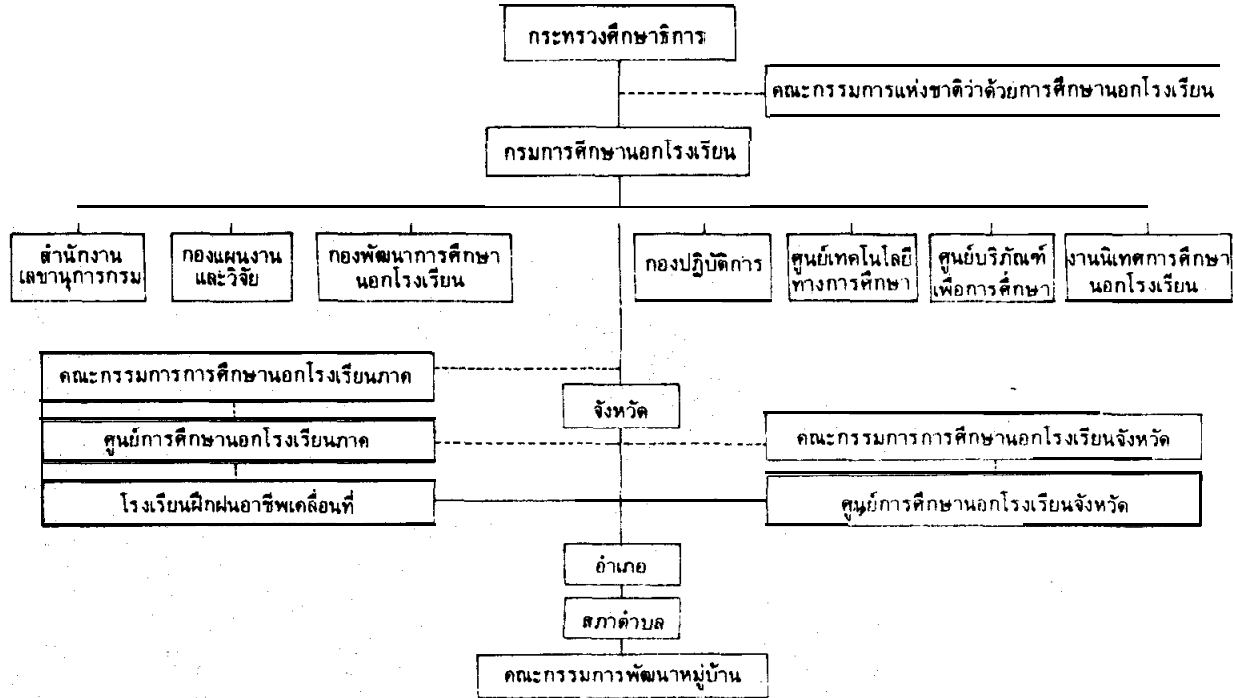 กระทรวงศึกษาธิการ
คณะกรรมการแห่งชาติว่าด้วยการศึกษานอกโรงเรียน
กรมการศึกษานอกโรงเรียน
สำนักงาน
เลขานุการกรม
กองแผนงาน
และวิจัย
กองพัฒนาการศึกษา
นอกโรงเรียน
กองปฏิบัติการ
ศูนย์เทคโนโลยี
ทางการศึกษา
ศูนย์บริภัณฑ์
เพื่อการศึกษา
งานนิเทศการศึกษา
นอกโรงเรียน
คณะกรรมการการศึกษานอกโรงเรียนภาค
จังหวัด
ศูนย์การศึกษานอกโรงเรียนภาค
คณะกรรมการการศึกษานอกโรงเรียนจังหวัด
โรงเรียนฝึกฝนอาชีพเคลื่อนที่
ศูนย์การศึกษานอกโรงเรียนจังหวัด
อำเภอ
สภาตำบล
คณะกรรมการพัฒนาหมู่บ้าน